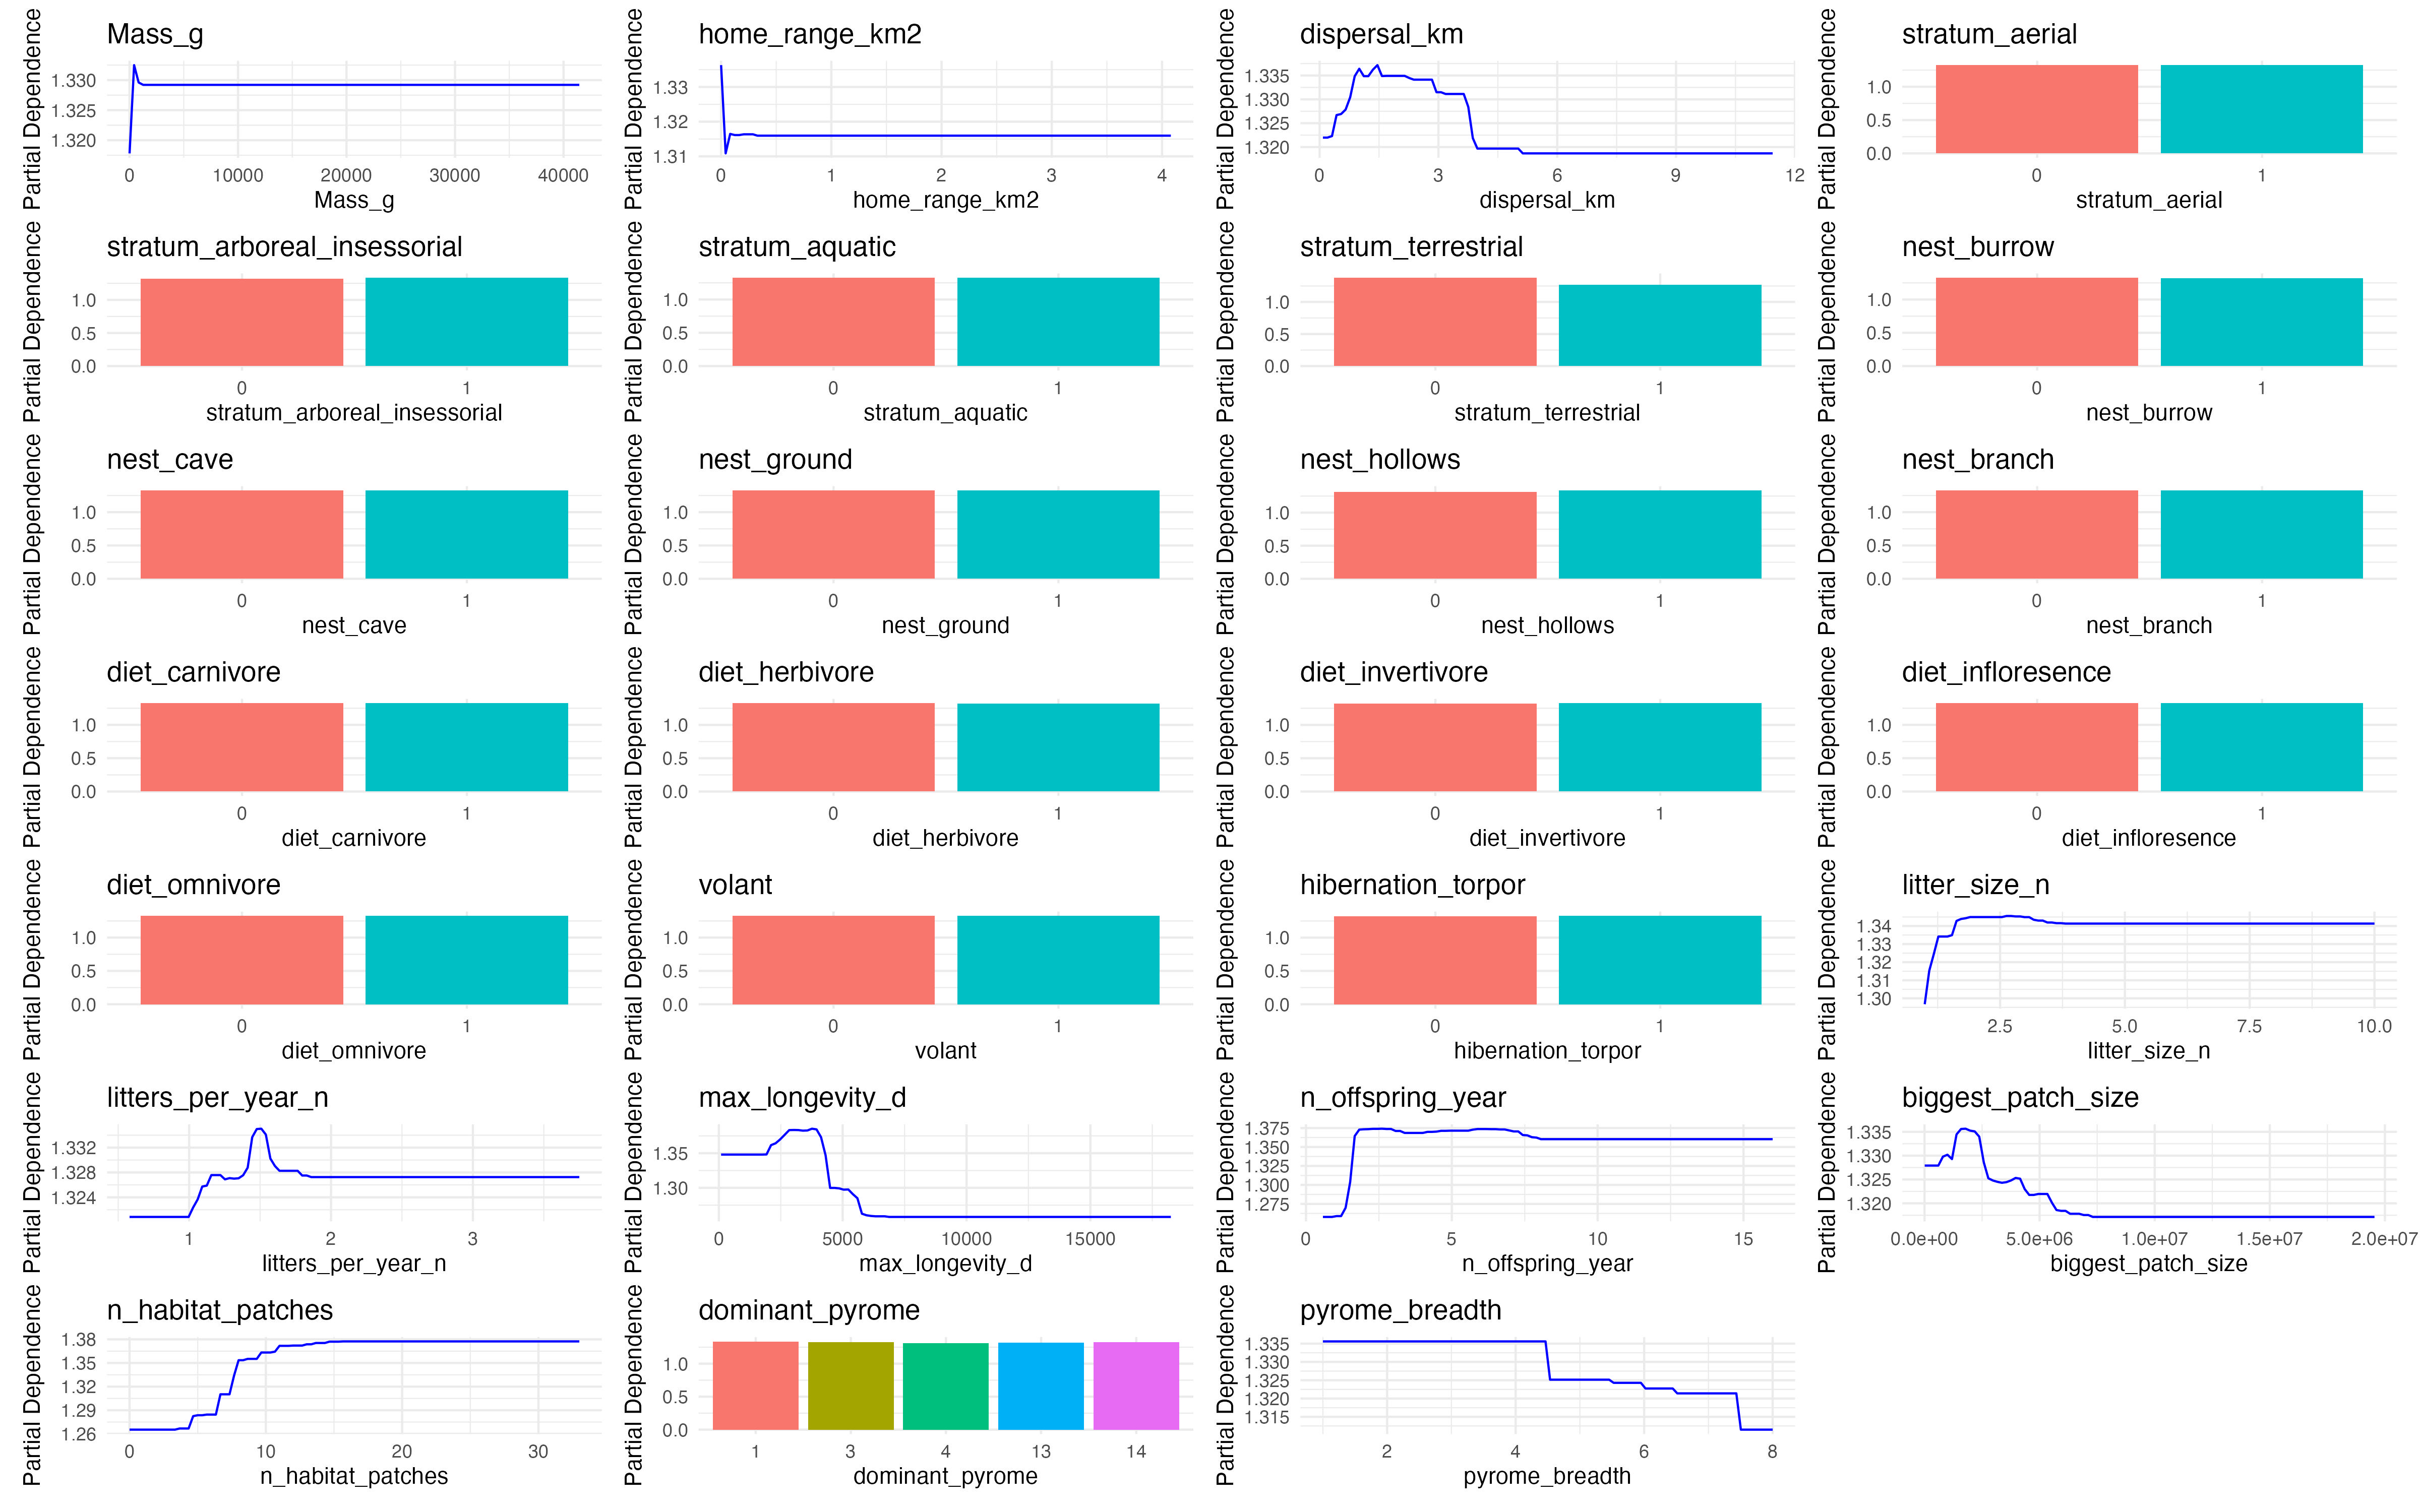 Mass_g
Partial Dependence
1.330
1.325
1.320
0 10000 20000 30000 40000
Mass_g
home_range_km2
Partial Dependence
1.33
1.32
1.31
0 1 2 3 4
home_range_km2
dispersal_km
Partial Dependence
1.335
1.330
1.325
1.320
0 3 6 9 12
dispersal_km
stratum_aerial
Partial Dependence
1.0
0.5
0.0
0 1
stratum_aerial
stratum_arboreal_insessorial
Partial Dependence
1.0
0.5
0.0
0 1
stratum_arboreal_insessorial
stratum_aquatic
Partial Dependence
1.0
0.5
0.0
0 1
stratum_aquatic
stratum_terrestrial
Partial Dependence
1.0
0.5
0.0
0 1
stratum_terrestrial
nest_burrow
Partial Dependence
1.0
0.5
0.0
0 1
nest_burrow
nest_cave
Partial Dependence
1.0
0.5
0.0
0 1
nest_cave
nest_ground
Partial Dependence
1.0
0.5
0.0
0 1
nest_ground
nest_hollows
Partial Dependence
1.0
0.5
0.0
0 1
nest_hollows
nest_branch
Partial Dependence
1.0
0.5
0.0
0 1
nest_branch
diet_carnivore
Partial Dependence
1.0
0.5
0.0
0 1
diet_carnivore
diet_herbivore
Partial Dependence
1.0
0.5
0.0
0 1
diet_herbivore
diet_invertivore
Partial Dependence
1.0
0.5
0.0
0 1
diet_invertivore
diet_infloresence
Partial Dependence
1.0
0.5
0.0
0 1
diet_infloresence
diet_omnivore
Partial Dependence
1.0
0.5
0.0
0 1
diet_omnivore
volant
Partial Dependence
1.0
0.5
0.0
0 1
volant
hibernation_torpor
Partial Dependence
1.0
0.5
0.0
0 1
hibernation_torpor
litter_size_n
Partial Dependence
1.34
1.33
1.32
1.31
1.30
2.5 5.0 7.5 10.0
litter_size_n
litters_per_year_n
Partial Dependence
1.332
1.328
1.324
1 2 3
litters_per_year_n
max_longevity_d
Partial Dependence
1.35
1.30
0 5000 10000 15000
max_longevity_d
n_offspring_year
Partial Dependence
1.375
1.350
1.325
1.300
1.275
0 5 10 15
n_offspring_year
biggest_patch_size
Partial Dependence
1.335
1.330
1.325
1.320
0.0e+00 5.0e+06 1.0e+07 1.5e+07 2.0e+07
biggest_patch_size
n_habitat_patches
Partial Dependence
1.38
1.35
1.32
1.29
1.26
0 10 20 30
n_habitat_patches
dominant_pyrome
Partial Dependence
1.0
0.5
0.0
1 3 4 13 14
dominant_pyrome
pyrome_breadth
Partial Dependence
1.335
1.330
1.325
1.320
1.315
2 4 6 8
pyrome_breadth